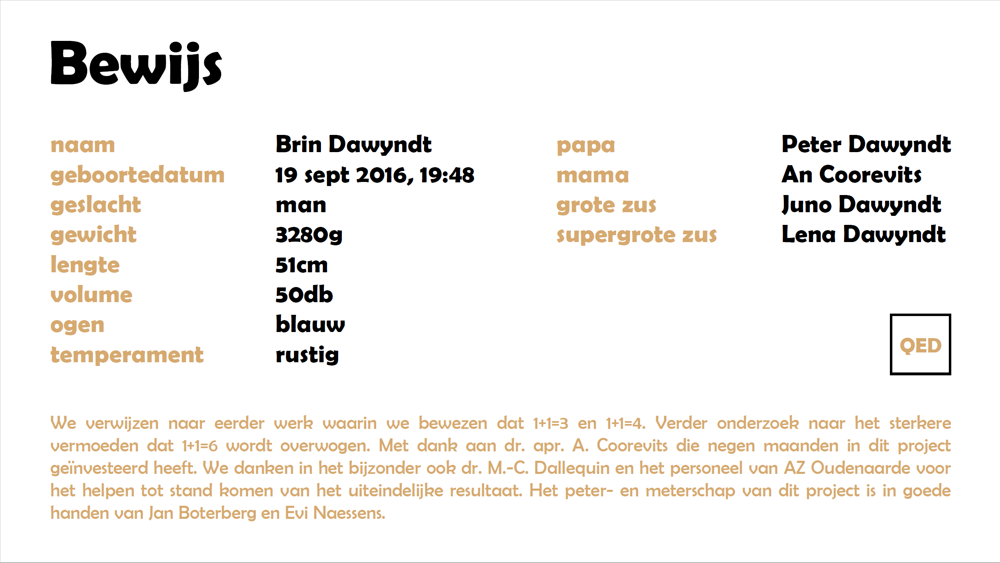 Bewijs
naam Brin Dawyndt papa Peter Dawyndt
geboortedatum 19 sept 2016, 19:48 mama An Coorevits
geslacht man grote zus Juno Dawyndt
gewicht 3280g supergrote zus Lena Dawyndt
lengte 51cm
volume 50db
ogen blauw
QED
temperament rustig
We verwijzen naar eerder werk waarin we bewezen dat 1+1=3 en 1+1=4. Verder onderzoek naar het sterkere
vermoeden dat 1+1=6 wordt overwogen. Met dank aan dr. apr. A. Coorevits die negen maanden in dit project
geïnvesteerd heeft. We danken in het bijzonder ook dr. M.-C. Dallequin en het personeel van AZ Oudenaarde voor
het helpen tot stand komen van het uiteindelijke resultaat. Het peter- en meterschap van dit project is in goede
handen van Jan Boterberg en Evi Naessens.